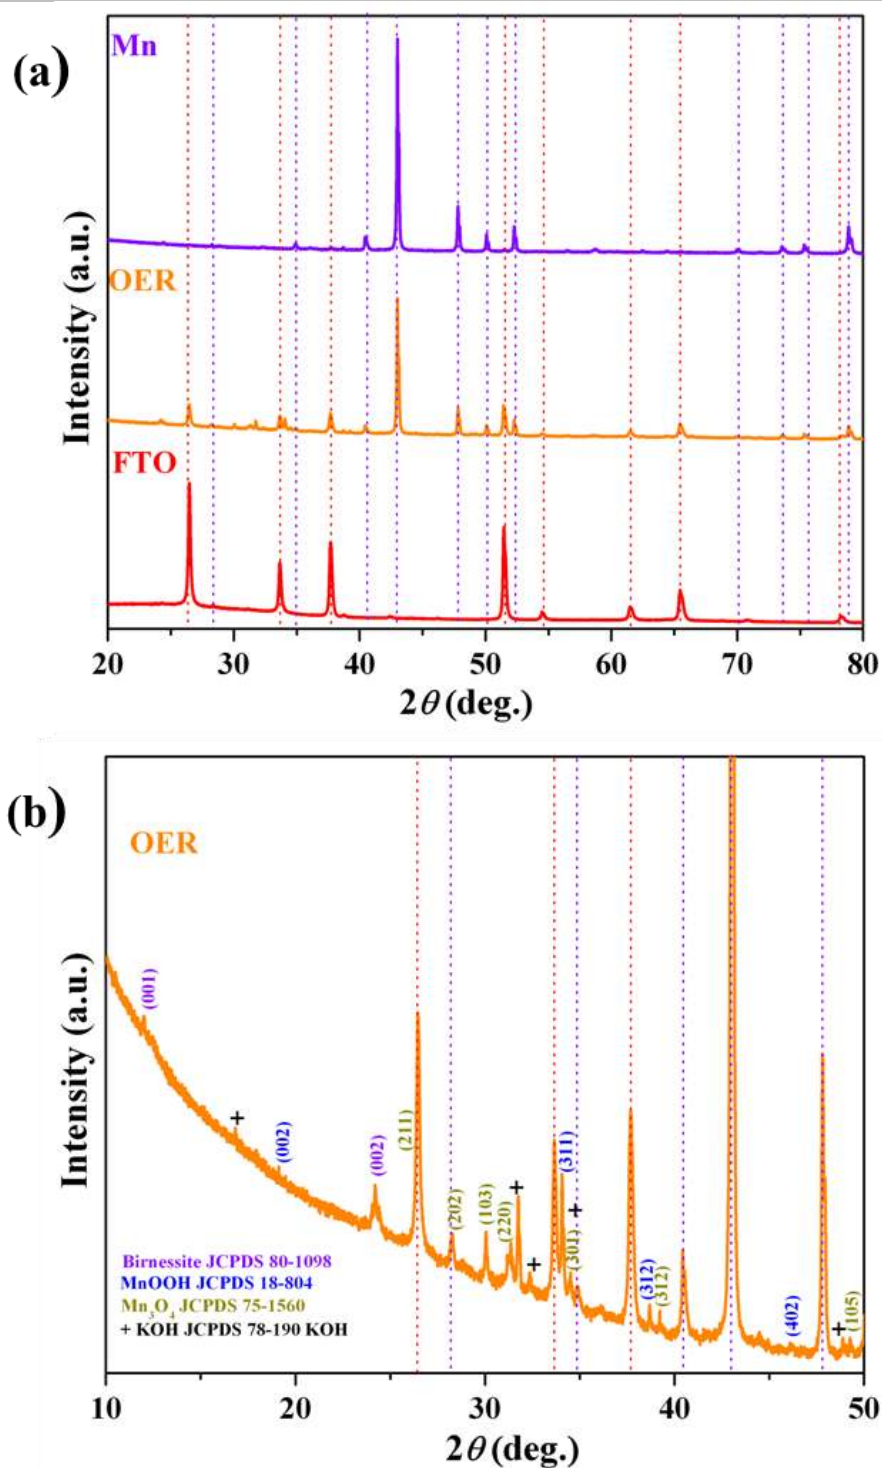 (a)
Mn
OER
FTO
Intensity (a.u.)
20 30 40 50 60 70 80
2θ (deg.)
(b)
OER
Intensity (a.u.)
(001)
+
(002)
(002)
(211)
(202)
(103)
(220)
+
+
(311)
+
(301)
(312)
(312)
(402)
+
(105)
Birnessite JCPDS 80-1098
MnOOH JCPDS 18-804
Mn₃O₄ JCPDS 75-1560
+ KOH JCPDS 78-190 KOH
10 20 30 40 50
2θ (deg.)